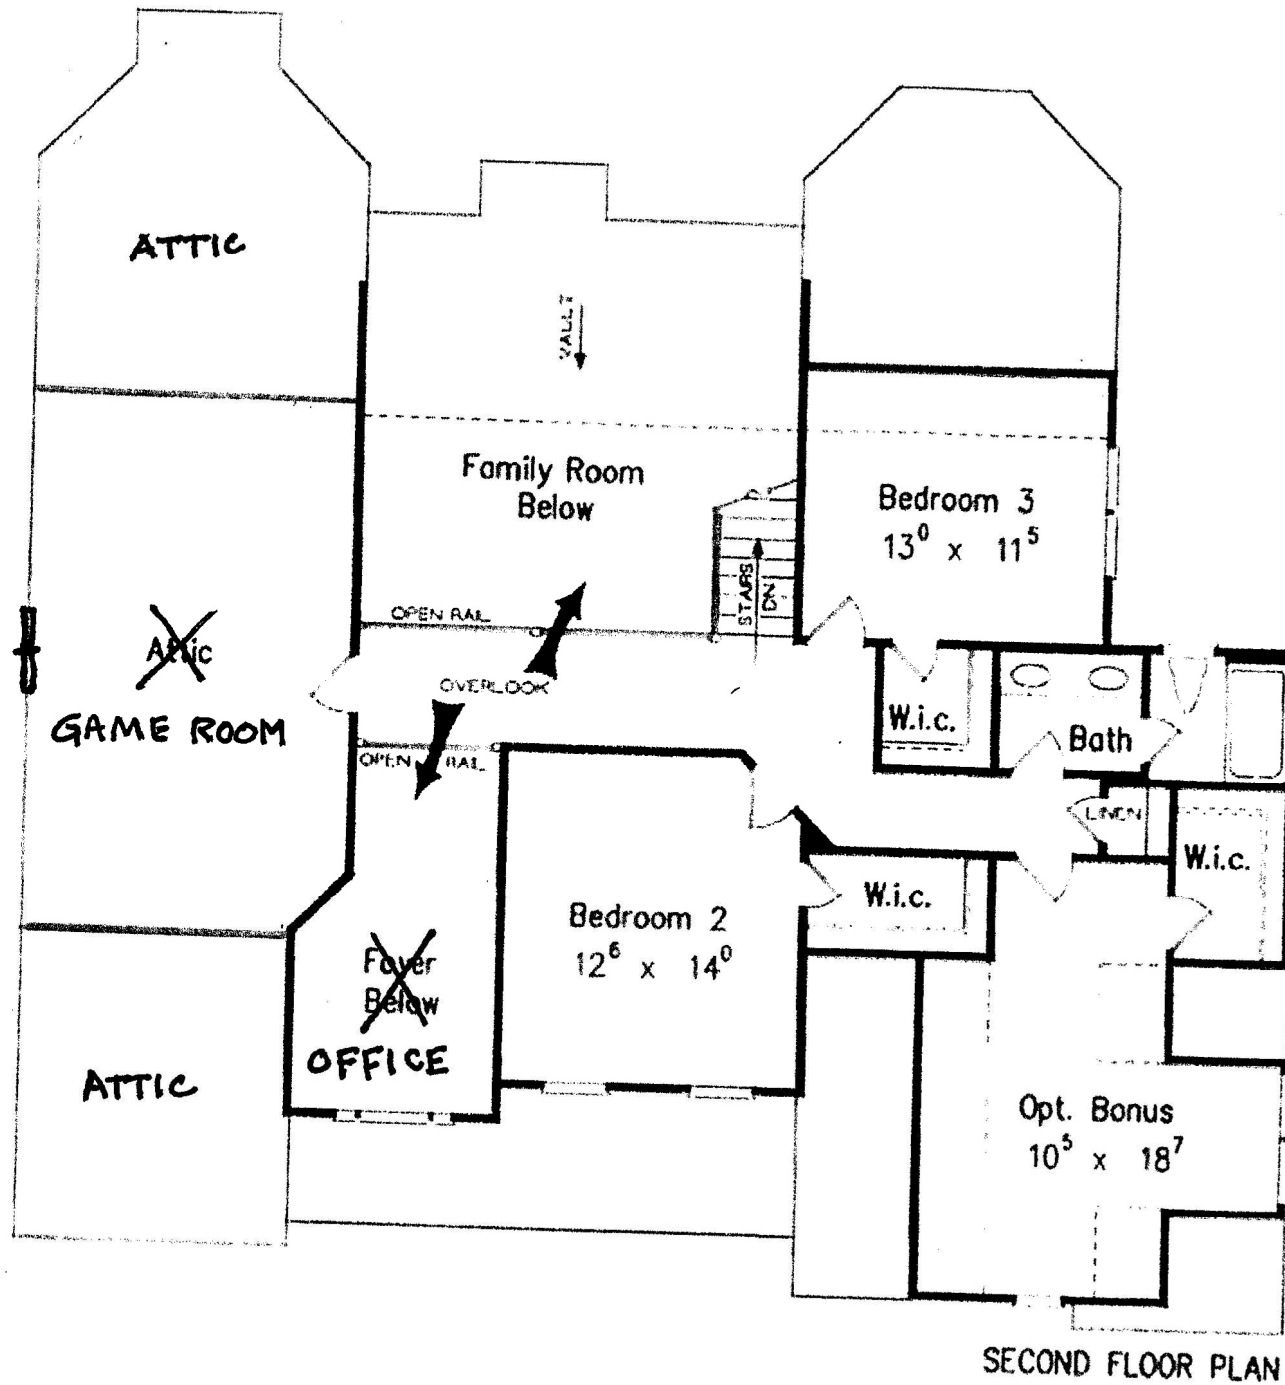 ATTIC
VAULT
Family Room
Below
Bedroom 3
13⁰ x 11⁵
STAIRS
DN
OPEN RAIL
Attic
OVERLOOK
GAME ROOM
W.i.c.
Bath
OPEN RAIL
LINEN
W.i.c.
W.i.c.
Bedroom 2
12⁶ x 14⁰
Foyer
Below
OFFICE
ATTIC
Opt. Bonus
10⁵ x 18⁷
SECOND FLOOR PLAN